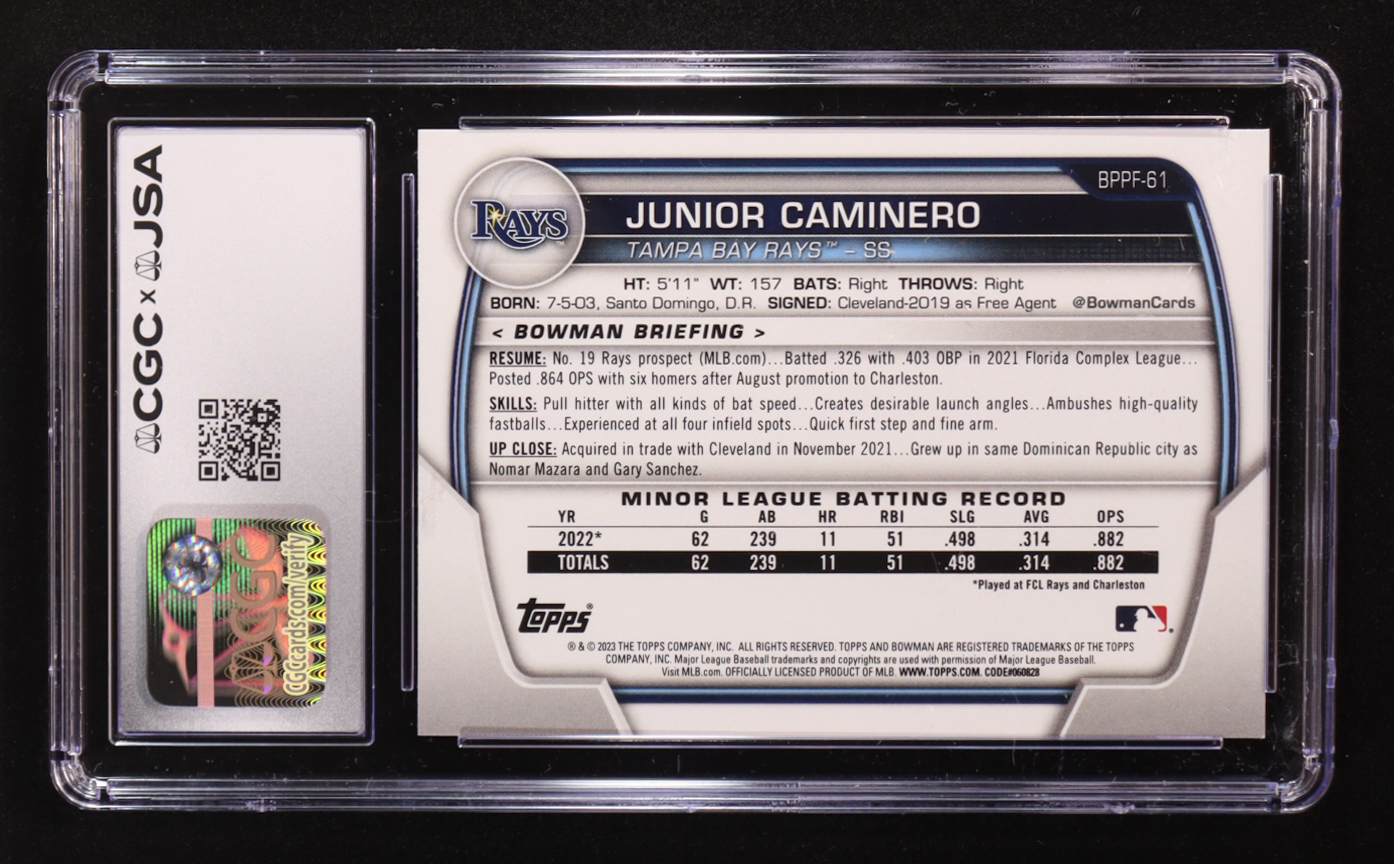 CGC x JSA
CGC
CGCcards.com/verify
BPPF-61
RAYS™
JUNIOR CAMINERO
TAMPA BAY RAYS™ – SS
HT: 5'11" WT: 157 BATS: Right THROWS: Right
BORN: 7-5-03, Santo Domingo, D.R. SIGNED: Cleveland-2019 as Free Agent @BowmanCards
< BOWMAN BRIEFING >
RESUME: No. 19 Rays prospect (MLB.com)...Batted .326 with .403 OBP in 2021 Florida Complex League...
Posted .864 OPS with six homers after August promotion to Charleston.
SKILLS: Pull hitter with all kinds of bat speed...Creates desirable launch angles...Ambushes high-quality
fastballs...Experienced at all four infield spots...Quick first step and fine arm.
UP CLOSE: Acquired in trade with Cleveland in November 2021...Grew up in same Dominican Republic city as
Nomar Mazara and Gary Sanchez.
MINOR LEAGUE BATTING RECORD
YR G AB HR RBI SLG AVG OPS
2022* 62 239 11 51 .498 .314 .882
TOTALS 62 239 11 51 .498 .314 .882
*Played at FCL Rays and Charleston
topps®
® & © 2023 THE TOPPS COMPANY, INC. ALL RIGHTS RESERVED. TOPPS AND BOWMAN ARE REGISTERED TRADEMARKS OF THE TOPPS
COMPANY, INC. Major League Baseball trademarks and copyrights are used with permission of Major League Baseball.
Visit MLB.com. OFFICIALLY LICENSED PRODUCT OF MLB. WWW.TOPPS.COM. CODE#060828